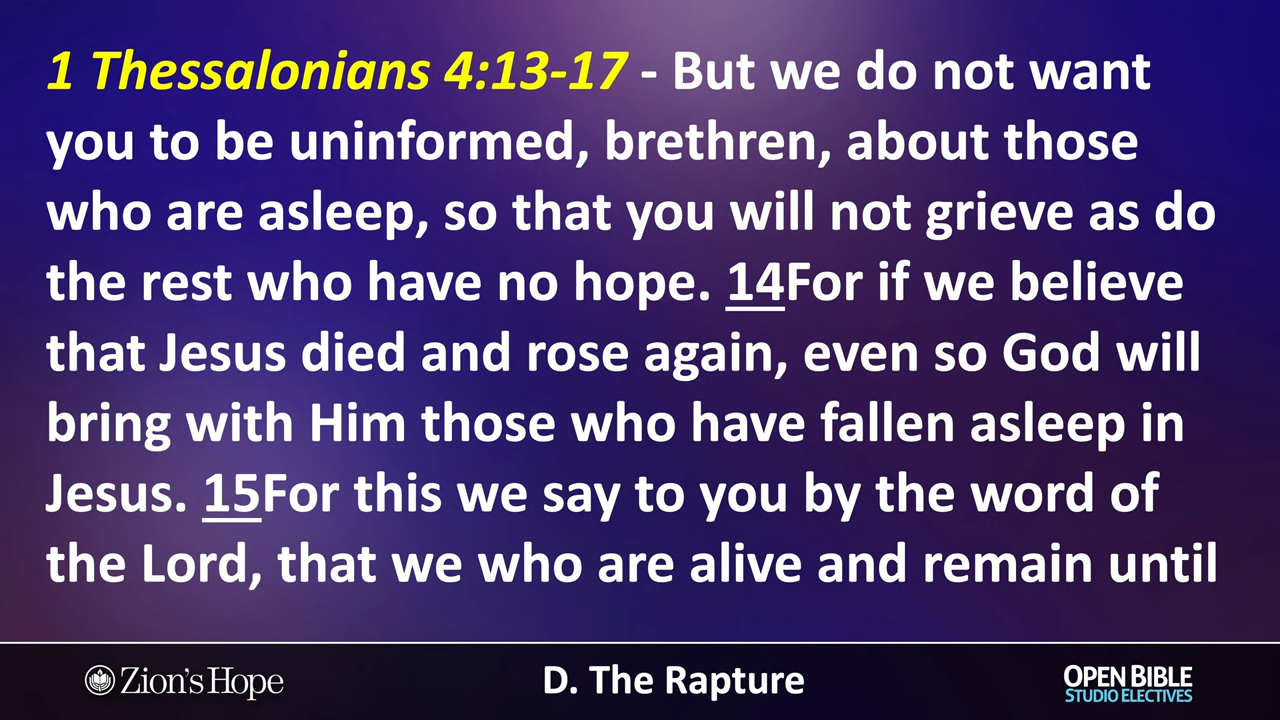 1 Thessalonians 4:13-17 - But we do not want
you to be uninformed, brethren, about those
who are asleep, so that you will not grieve as do
the rest who have no hope. 14For if we believe
that Jesus died and rose again, even so God will
bring with Him those who have fallen asleep in
Jesus. 15For this we say to you by the word of
the Lord, that we who are alive and remain until
Zion's Hope
D. The Rapture
OPEN BIBLE
STUDIO ELECTIVES